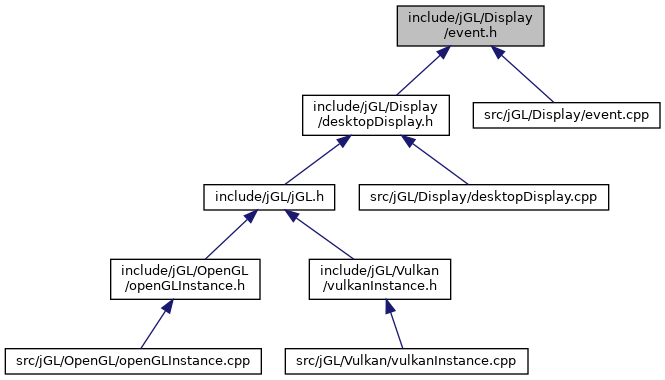 include/jGL/Display
/event.h
include/jGL/Display
/desktopDisplay.h
src/jGL/Display/event.cpp
include/jGL/jGL.h
src/jGL/Display/desktopDisplay.cpp
include/jGL/OpenGL
/openGLInstance.h
include/jGL/Vulkan
/vulkanInstance.h
src/jGL/OpenGL/openGLInstance.cpp
src/jGL/Vulkan/vulkanInstance.cpp